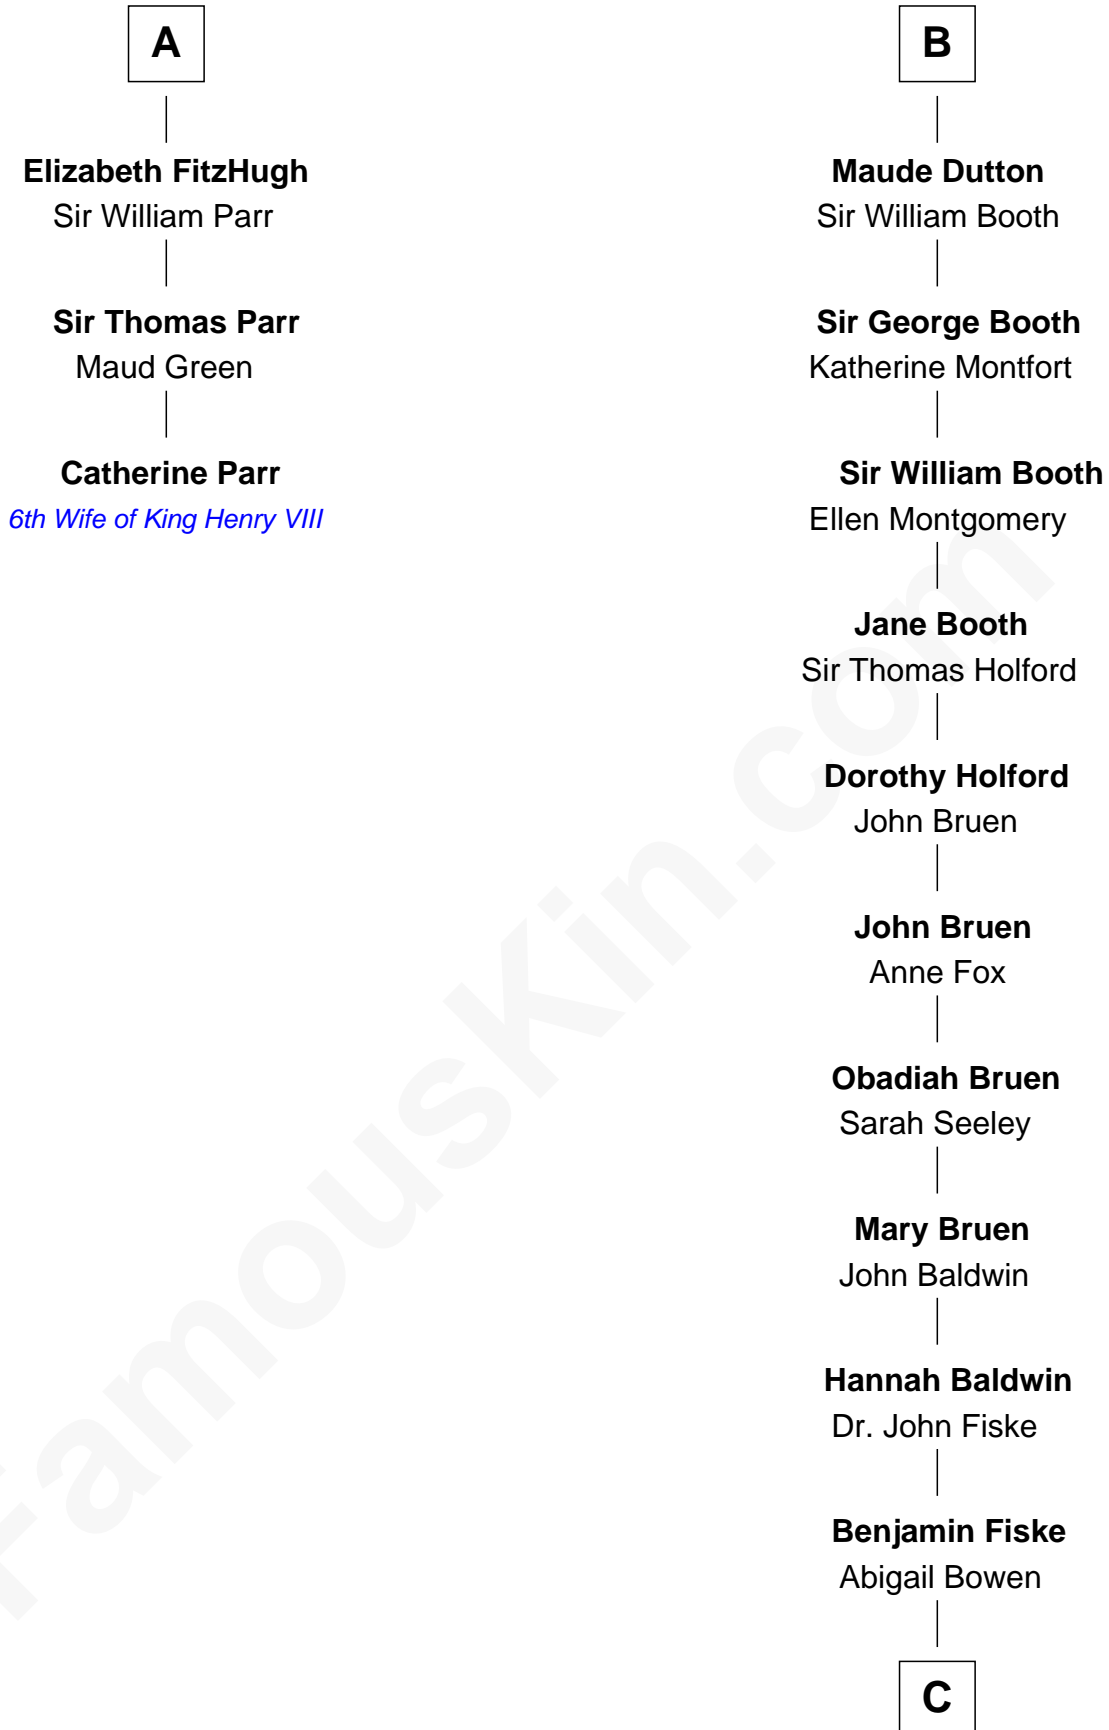 A
Elizabeth FitzHugh
Sir William Parr
Sir Thomas Parr
Maud Green
Catherine Parr
6th Wife of King Henry VIII
B
Maude Dutton
Sir William Booth
Sir George Booth
Katherine Montfort
Sir William Booth
Ellen Montgomery
Jane Booth
Sir Thomas Holford
Dorothy Holford
John Bruen
John Bruen
Anne Fox
Obadiah Bruen
Sarah Seeley
Mary Bruen
John Baldwin
Hannah Baldwin
Dr. John Fiske
Benjamin Fiske
Abigail Bowen
C
FamousKin.com